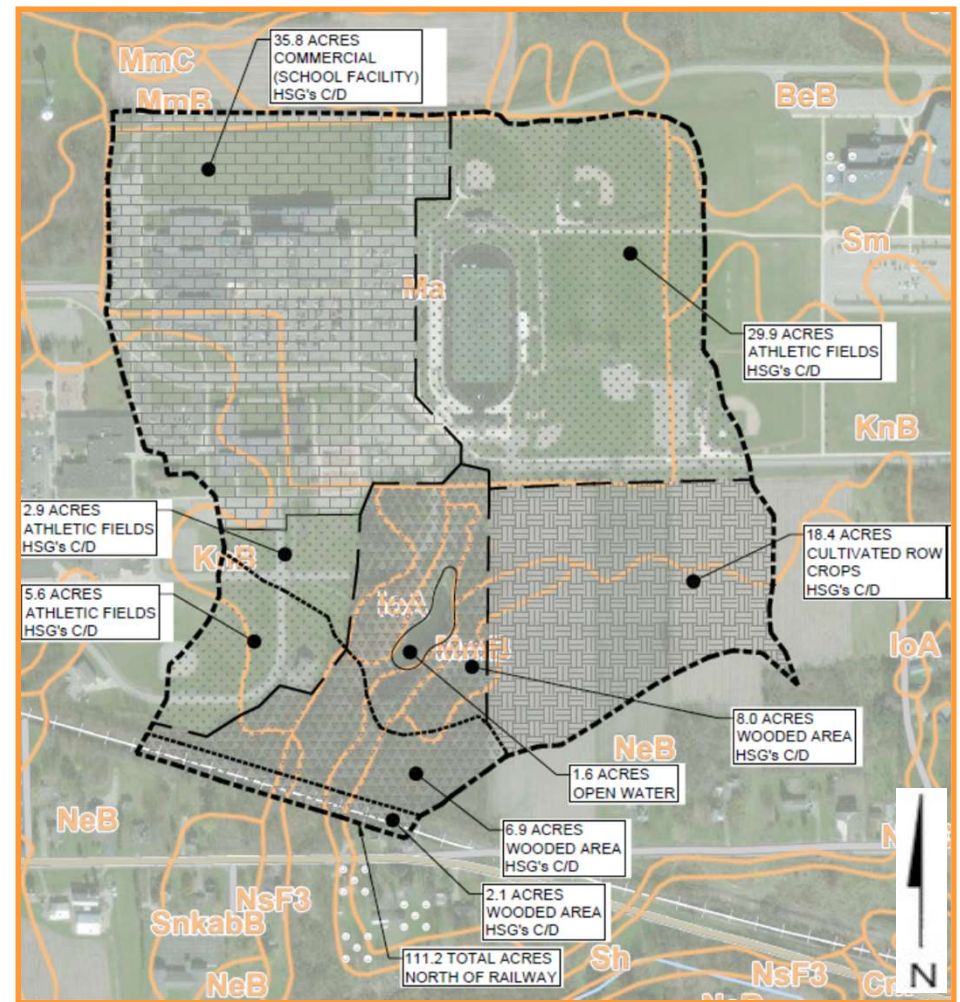 35.8 ACRES
COMMERCIAL
(SCHOOL FACILITY)
HSG's C/D
MmC
MmB
BeB
Sm
Ma
29.9 ACRES
ATHLETIC FIELDS
HSG's C/D
KnB
2.9 ACRES
ATHLETIC FIELDS
HSG's C/D
KnB
18.4 ACRES
CULTIVATED ROW
CROPS
HSG's C/D
5.6 ACRES
ATHLETIC FIELDS
HSG's C/D
IoA
IoA
8.0 ACRES
WOODED AREA
HSG's C/D
NeB
1.6 ACRES
OPEN WATER
NeB
6.9 ACRES
WOODED AREA
HSG's C/D
2.1 ACRES
WOODED AREA
HSG's C/D
NsF3
SnkabB
111.2 TOTAL ACRES
NORTH OF RAILWAY
Sh
NsF3
NeB
N